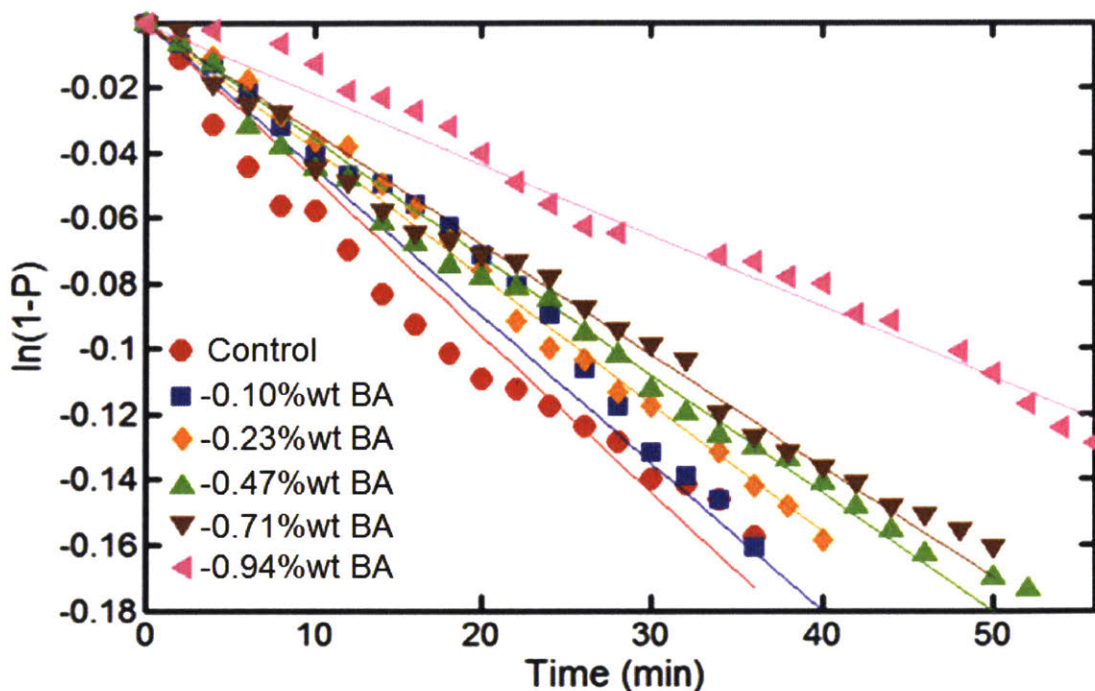 -0.02
-0.04
-0.06
-0.08
-0.1
-0.12
-0.14
-0.16
-0.18
ln(1-P)
Control
-0.10%wt BA
-0.23%wt BA
-0.47%wt BA
-0.71%wt BA
-0.94%wt BA
0 10 20 30 40 50
Time (min)